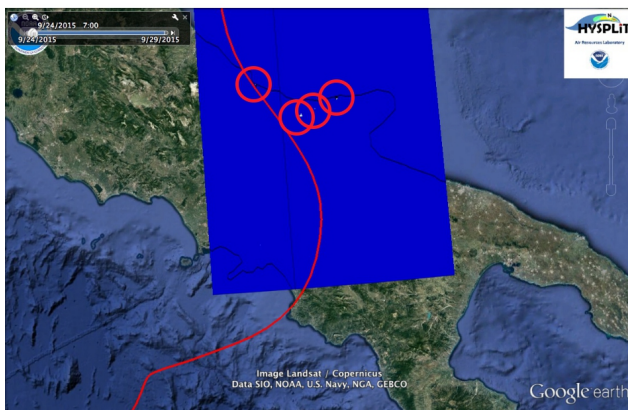 9/24/2015 7:00
9/24/2015 9/29/2015
HYSPLIT
Air Resources Laboratory
NOAA
Image Landsat / Copernicus
Data SIO, NOAA, U.S. Navy, NGA, GEBCO
Google earth